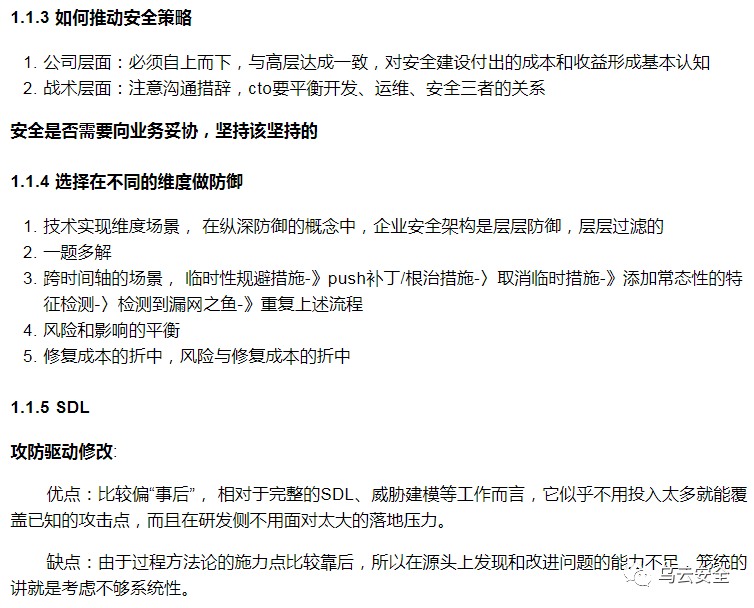 1.1.3 如何推动安全策略
1. 公司层面：必须自上而下，与高层达成一致，对安全建设付出的成本和收益形成基本认知
2. 战术层面：注意沟通措辞，cto要平衡开发、运维、安全三者的关系
安全是否需要向业务妥协，坚持该坚持的
1.1.4 选择在不同的维度做防御
1. 技术实现维度场景， 在纵深防御的概念中，企业安全架构是层层防御，层层过滤的
2. 一题多解
3. 跨时间轴的场景， 临时性规避措施-》push补丁/根治措施-〉取消临时措施-》添加常态性的特
征检测-〉检测到漏网之鱼-》重复上述流程
4. 风险和影响的平衡
5. 修复成本的折中，风险与修复成本的折中
1.1.5 SDL
攻防驱动修改:
优点：比较偏“事后”， 相对于完整的SDL、威胁建模等工作而言，它似乎不用投入太多就能覆
盖已知的攻击点，而且在研发侧不用面对太大的落地压力。
缺点：由于过程方法论的施力点比较靠后，所以在源头上发现和改进问题的能力不足，笼统的
讲就是考虑不够系统性。
乌云安全